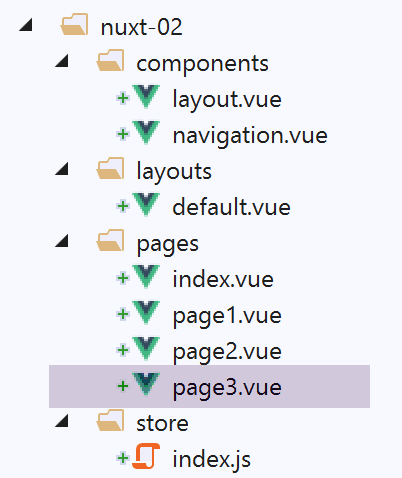 nuxt-02
components
layout.vue
navigation.vue
layouts
default.vue
pages
index.vue
page1.vue
page2.vue
page3.vue
store
index.js